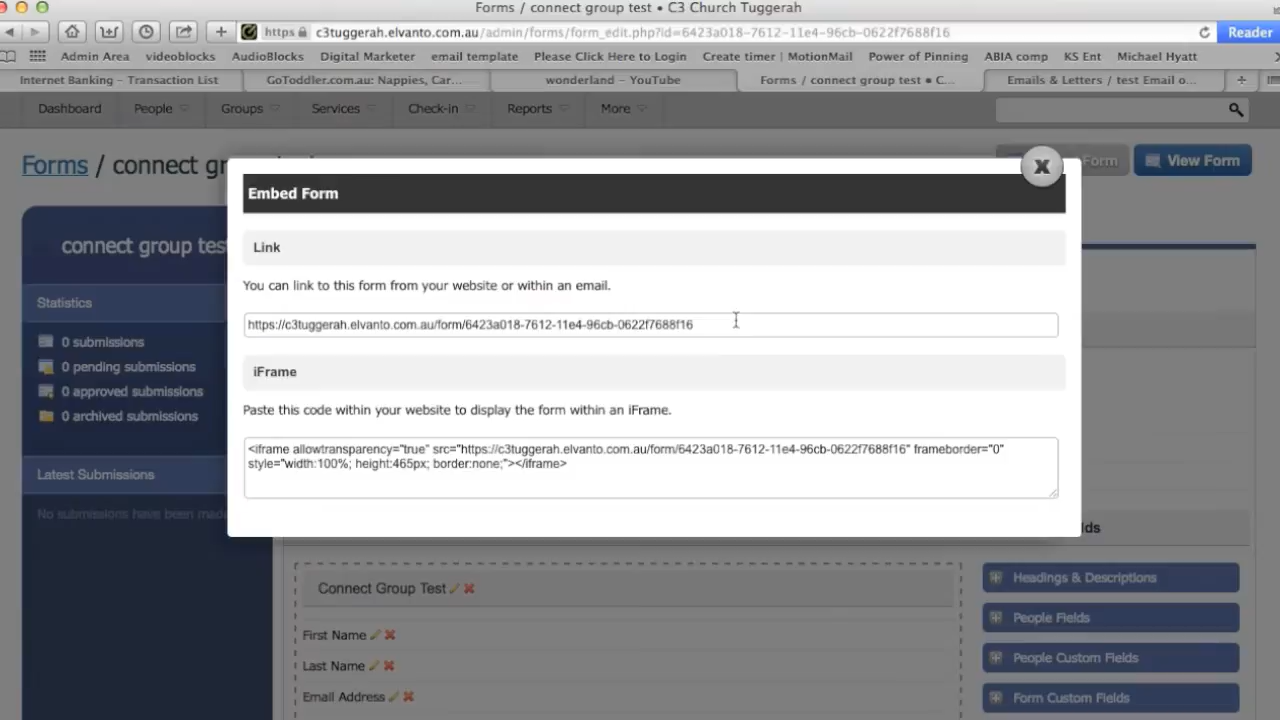 Forms / connect group test • C3 Church Tuggerah
https c3tuggerah.elvanto.com.au/admin/forms/form_edit.php?id=6423a018-7612-11e4-96cb-0622f7688f16
Reader
Admin Area videoblocks AudioBlocks Digital Marketer email template Please Click Here to Login Create timer | MotionMail Power of Pinning ABIA comp KS Ent Michael Hyatt
Internet Banking – Transaction List GoToddler.com.au: Nappies, Car... wonderland – YouTube Forms / connect group test • C... Emails & Letters / test Email o...
Dashboard People Groups Services Check-in Reports More
Forms / connect gr
Form View Form
Embed Form
connect group tes
Link
You can link to this form from your website or within an email.
Statistics
https://c3tuggerah.elvanto.com.au/form/6423a018-7612-11e4-96cb-0622f7688f16
0 submissions
0 pending submissions
iFrame
0 approved submissions
Paste this code within your website to display the form within an iFrame.
0 archived submissions
<iframe allowtransparency="true" src="https://c3tuggerah.elvanto.com.au/form/6423a018-7612-11e4-96cb-0622f7688f16" frameborder="0"
style="width:100%; height:465px; border:none;"></iframe>
Latest Submissions
No submissions have been made
lds
Connect Group Test
Headings & Descriptions
People Fields
First Name
People Custom Fields
Last Name
Email Address
Form Custom Fields